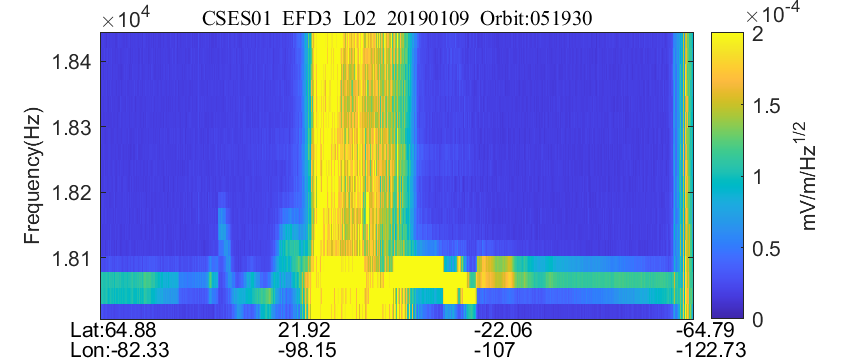 ×10⁴
CSES01 EFD3 L02 20190109 Orbit:051930
×10⁻⁴
Frequency(Hz)
1.84
1.83
1.82
1.81
2
1.5
1
0.5
0
mV/m/Hz^1/2
Lat:64.88 21.92 -22.06 -64.79
Lon:-82.33 -98.15 -107 -122.73